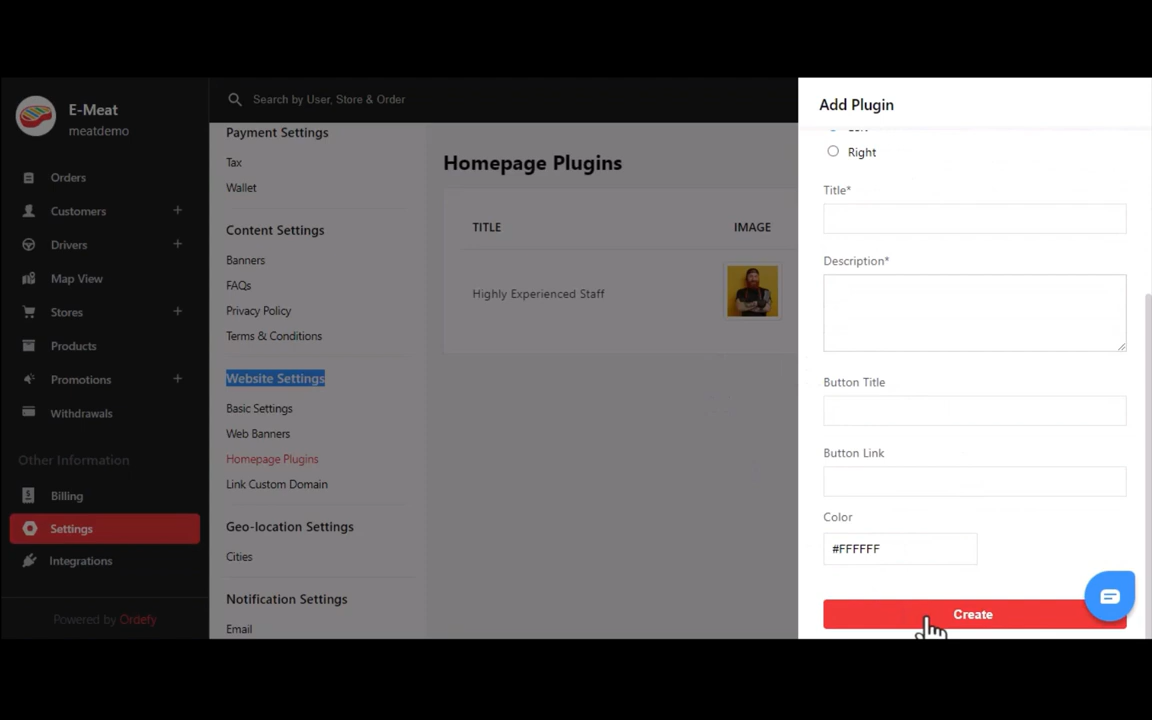 E-Meat
meatdemo
Orders
Customers +
Drivers +
Map View
Stores +
Products
Promotions +
Withdrawals
Other Information
Billing
Settings
Integrations
Powered by Ordefy
Search by User, Store & Order
Payment Settings
Tax
Wallet
Content Settings
Banners
FAQs
Privacy Policy
Terms & Conditions
Website Settings
Basic Settings
Web Banners
Homepage Plugins
Link Custom Domain
Geo-location Settings
Cities
Notification Settings
Email
Homepage Plugins
TITLE IMAGE
Highly Experienced Staff
Add Plugin
Right
Title*
Description*
Button Title
Button Link
Color
#FFFFFF
Create